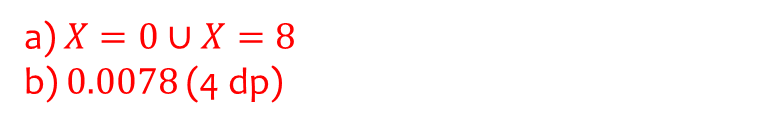 a) X = 0 ∪ X = 8
b) 0.0078 (4 dp)